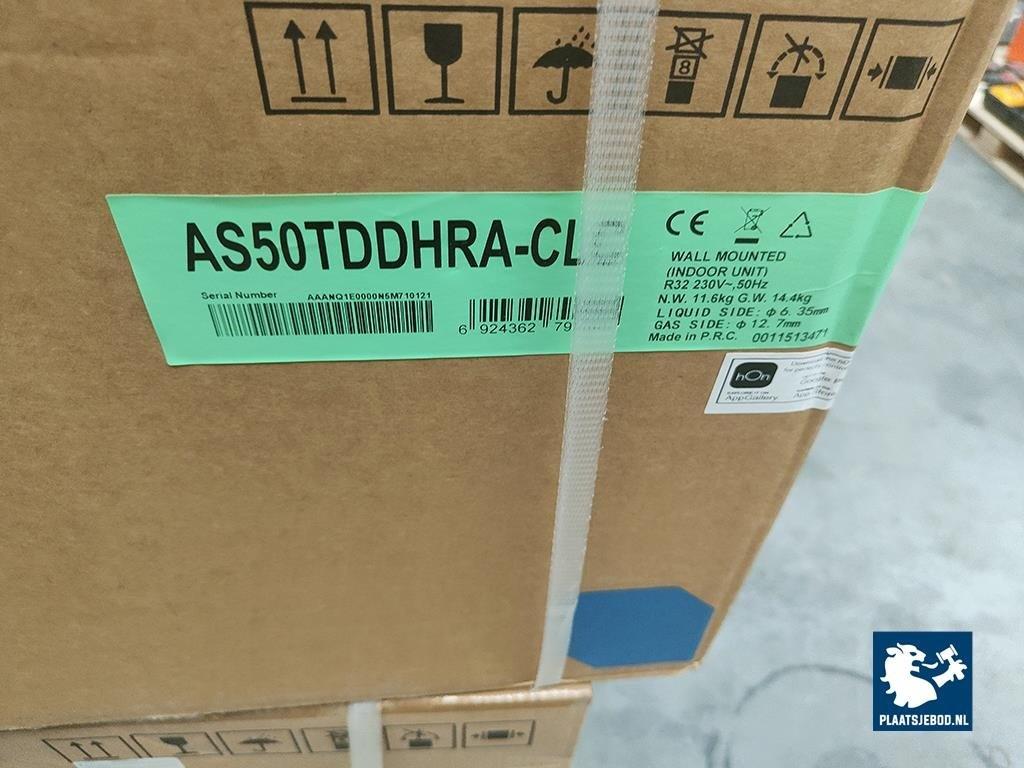 8
AS50TDDHRA-CL
CE
WALL MOUNTED
(INDOOR UNIT)
R32 230V~,50Hz
N.W. 11.6kg G.W. 14.4kg
LIQUID SIDE: φ 6.35mm
GAS SIDE: φ 12.7mm
Made in P.R.C. 0011513471
Serial Number AAANQ1E0000N5M710121
6 924362 79
hOn
AppGallery
PLAATSJEBOD.NL